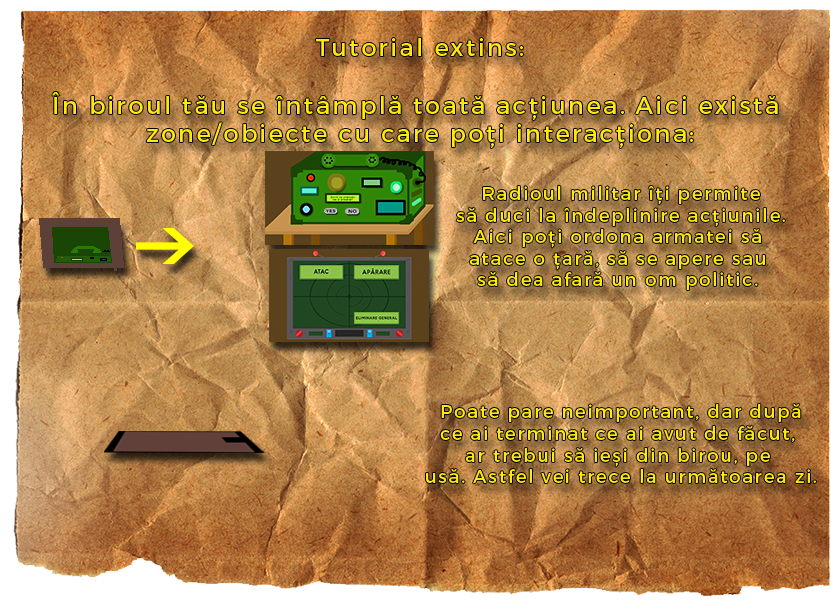 Tutorial extins:
În biroul tău se întâmplă toată acțiunea. Aici există
zone/obiecte cu care poți interacționa:
Radioul militar îți permite
să duci la îndeplinire acțiunile.
Aici poți ordona armatei să
atace o țară, să se apere sau
să dea afară un om politic.
YES NO
ATAC APĂRARE
ELIMINARE GENERAL
Poate pare neimportant, dar după
ce ai terminat ce ai avut de făcut,
ar trebui să ieși din birou, pe
usă. Astfel vei trece la următoarea zi.